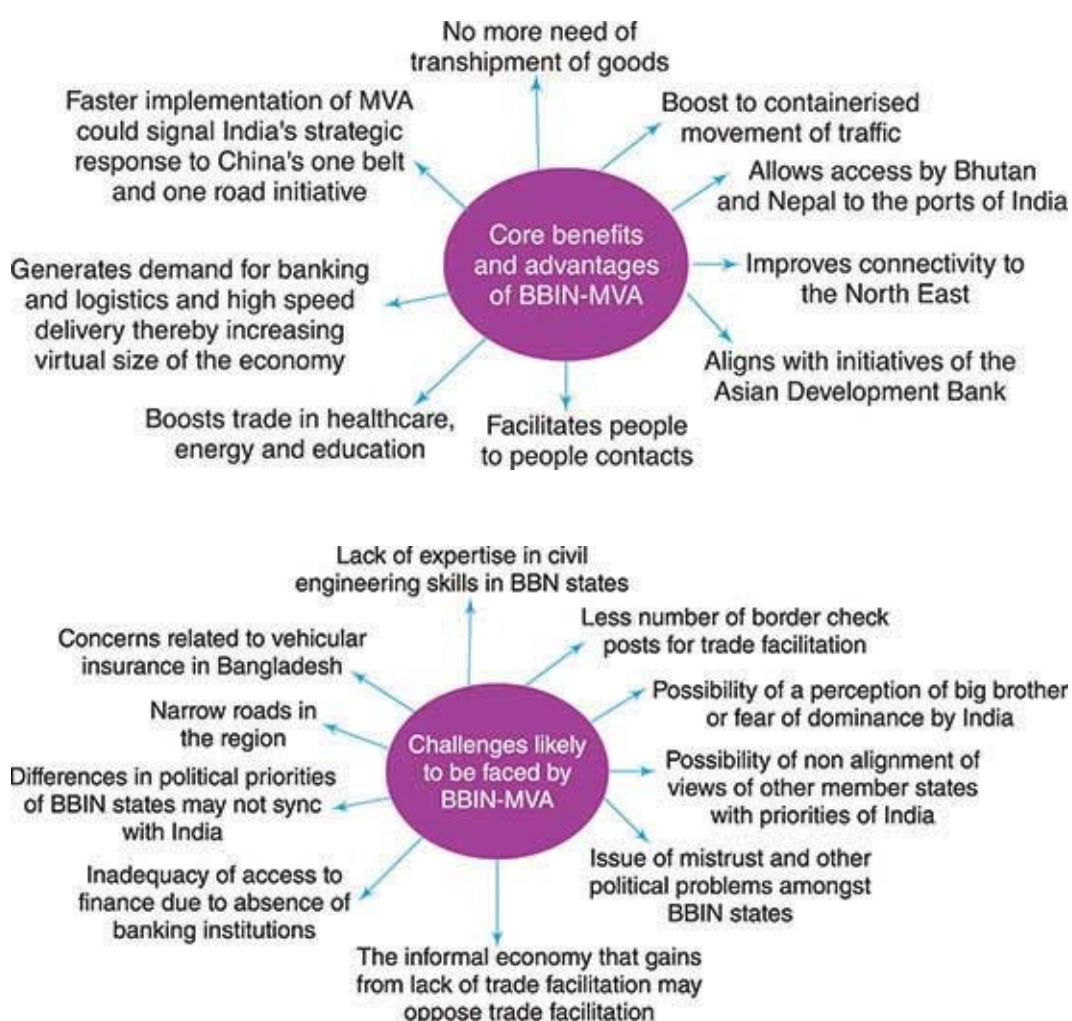 No more need of
transhipment of goods
Faster implementation of MVA
could signal India's strategic
response to China's one belt
and one road initiative
Boost to containerised
movement of traffic
Allows access by Bhutan
and Nepal to the ports of India
Core benefits
and advantages
of BBIN-MVA
Generates demand for banking
and logistics and high speed
delivery thereby increasing
virtual size of the economy
Improves connectivity to
the North East
Aligns with initiatives of the
Asian Development Bank
Boosts trade in healthcare,
energy and education
Facilitates people
to people contacts
Lack of expertise in civil
engineering skills in BBN states
Concerns related to vehicular
insurance in Bangladesh
Less number of border check
posts for trade facilitation
Narrow roads in
the region
Possibility of a perception of big brother
or fear of dominance by India
Challenges likely
to be faced by
BBIN-MVA
Differences in political priorities
of BBIN states may not sync
with India
Possibility of non alignment of
views of other member states
with priorities of India
Inadequacy of access to
finance due to absence of
banking institutions
Issue of mistrust and other
political problems amongst
BBIN states
The informal economy that gains
from lack of trade facilitation may
oppose trade facilitation